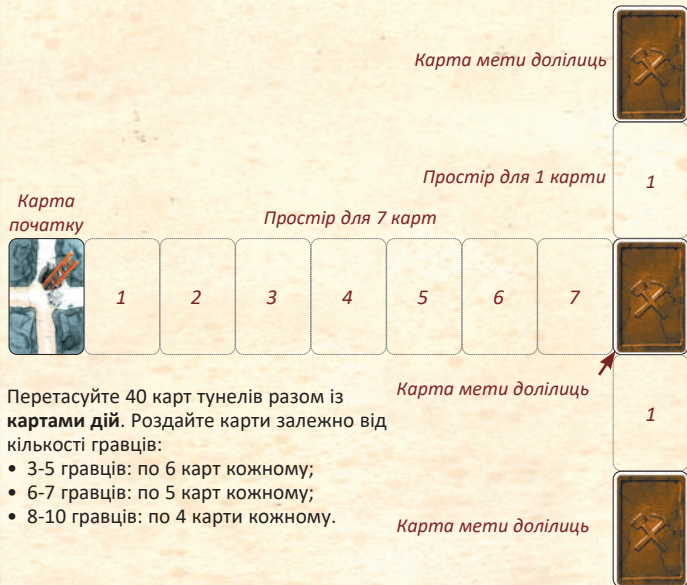 Карта мети долілиць
Простір для 1 карти
1
Карта
початку
Простір для 7 карт
1
2
3
4
5
6
7
Перетасуйте 40 карт тунелів разом із
картами дій. Роздайте карти залежно від
кількості гравців:
• 3-5 гравців: по 6 карт кожному;
• 6-7 гравців: по 5 карт кожному;
• 8-10 гравців: по 4 карти кожному.
Карта мети долілиць
1
Карта мети долілиць